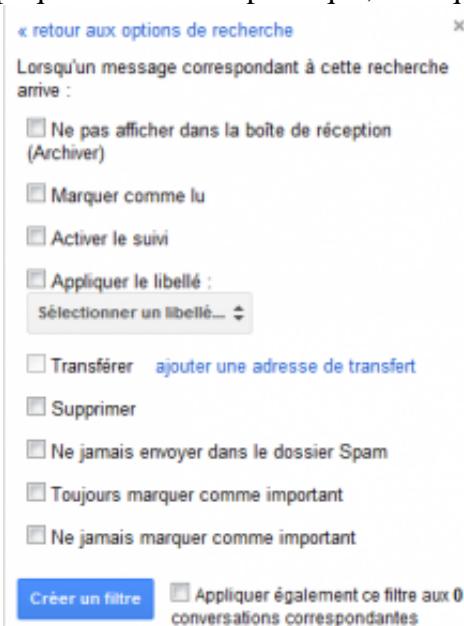 « retour aux options de recherche ×
Lorsqu'un message correspondant à cette recherche
arrive :
Ne pas afficher dans la boîte de réception
(Archiver)
Marquer comme lu
Activer le suivi
Appliquer le libellé :
Sélectionner un libellé...
Transférer ajouter une adresse de transfert
Supprimer
Ne jamais envoyer dans le dossier Spam
Toujours marquer comme important
Ne jamais marquer comme important
Créer un filtre Appliquer également ce filtre aux 0
conversations correspondantes